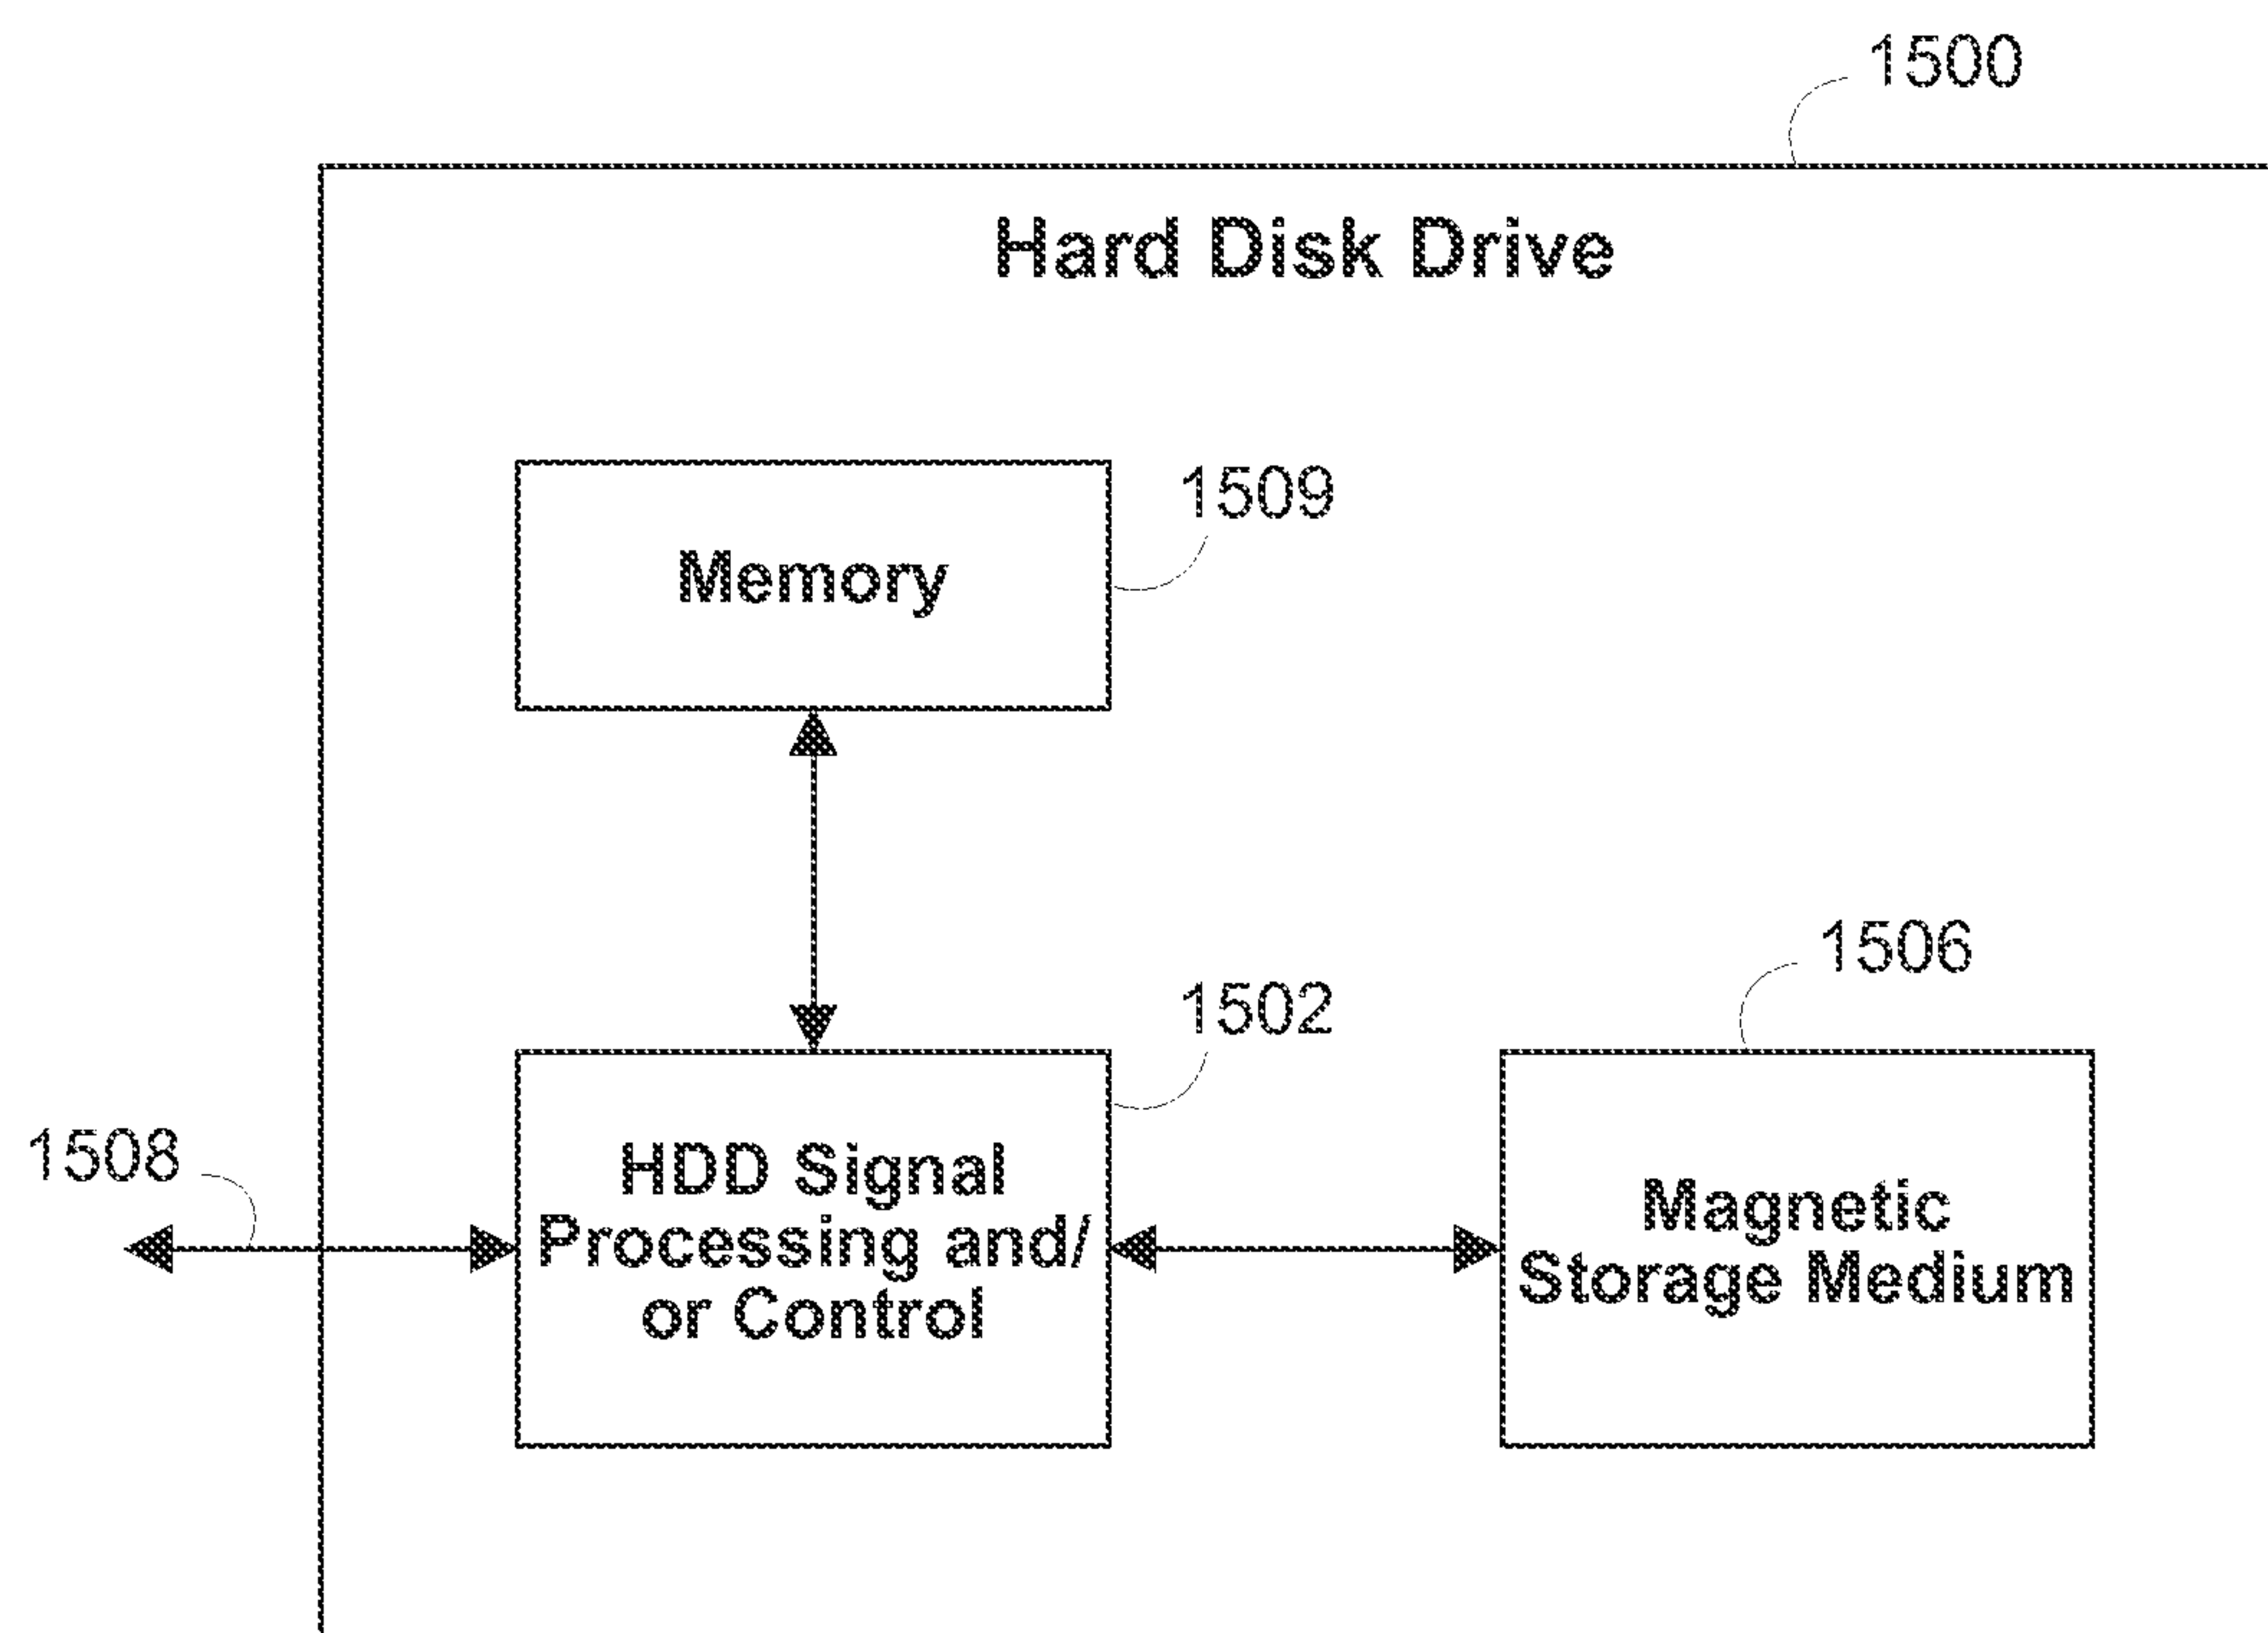 1500
Hard Disk Drive
1509
Memory
1506
1502
1508
HDD Signal
Processing and/
or Control
Magnetic
Storage Medium